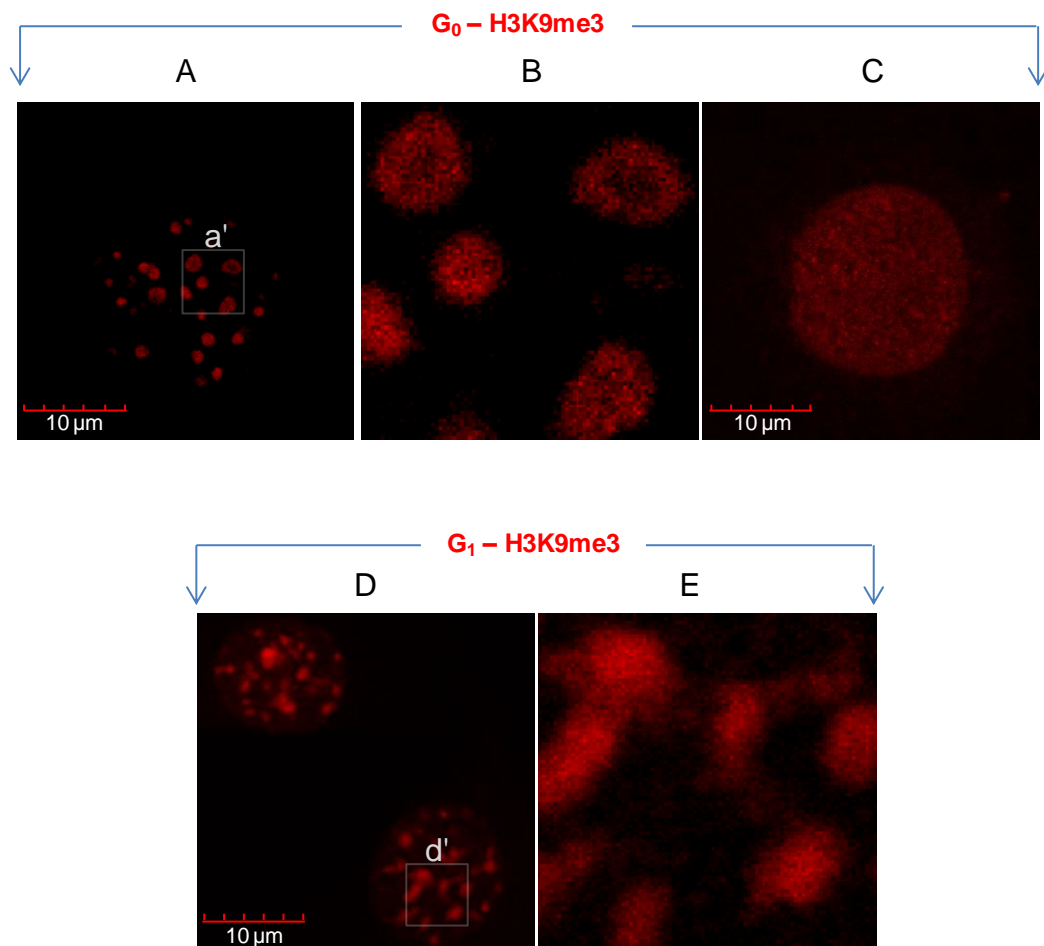 G₀ – H3K9me3
A B C
a'
10 µm 10 µm
G₁ – H3K9me3
D E
d'
10 µm